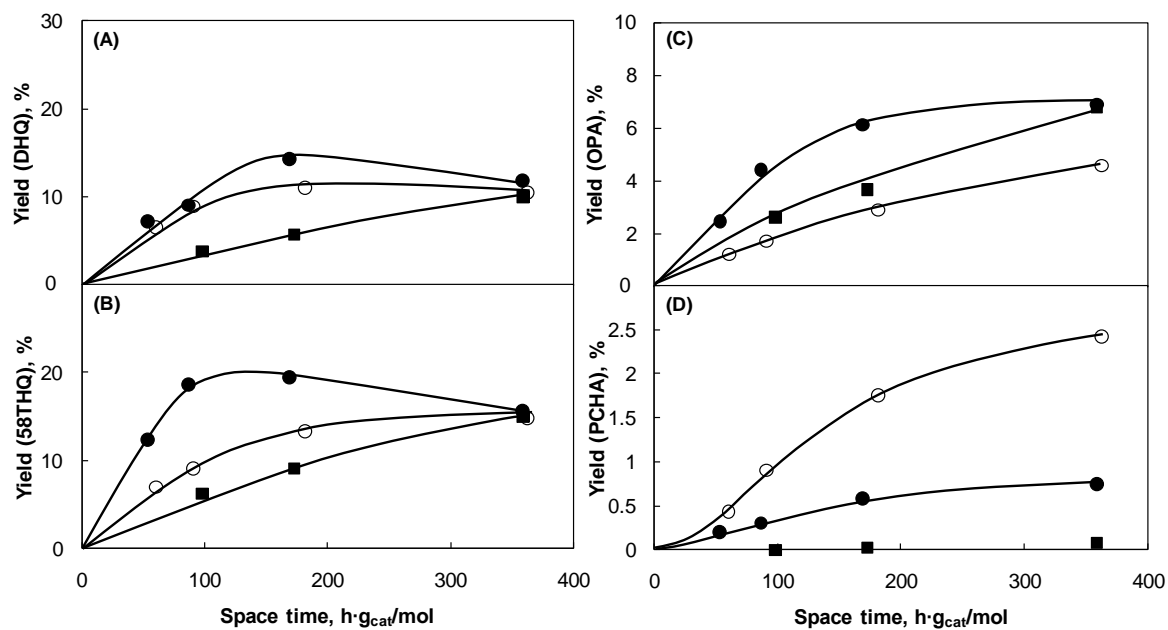 (A)
Yield (DHQ), %
30
20
10
0
(B)
Yield (58THQ), %
20
10
0
0 100 200 300 400
Space time, h·gcat/mol
(C)
Yield (OPA), %
10
8
6
4
2
0
(D)
Yield (PCHA), %
2.5
2
1.5
1
0.5
0
0 100 200 300 400
Space time, h·gcat/mol